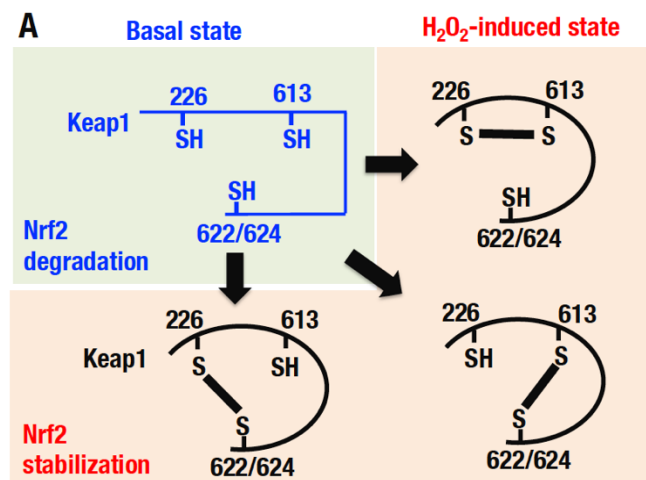 A
Basal state
H₂O₂-induced state
226
613
Keap1
SH
SH
SH
622/624
Nrf2
degradation
226
613
S
S
SH
622/624
226
613
Keap1
S
SH
S
622/624
Nrf2
stabilization
226
613
SH
S
S
622/624